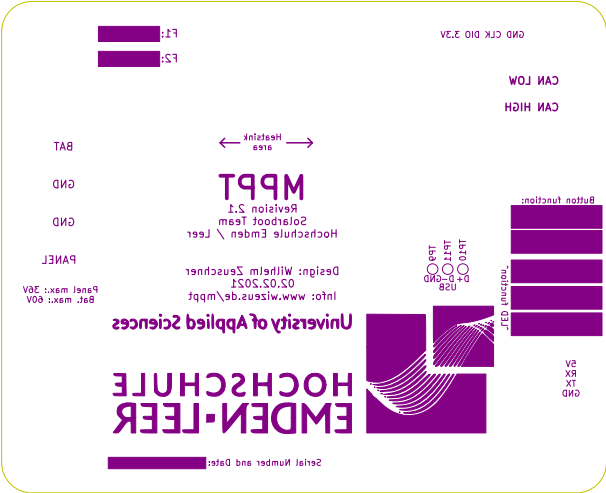 F1:
GND CLK DIO 3.3V
F2:
CAN LOW
CAN HIGH
Heatsink
area
BAT
GND
MPPT
Revision 2.1
Solarboot Team
Hochschule Emden / Leer
Button function:
GND
PANEL
TP9
TP11
TP10
D+ D-GND
USB
"LED function"
Design: Wilhelm Zeuschner
02.02.2021
Info: www.wizeus.de/mppt
Panel max.: 36V
Bat. max.: 60V
University of Applied Sciences
HOCHSCHULE
EMDEN·LEER
5V
RX
TX
GND
Serial Number and Date: